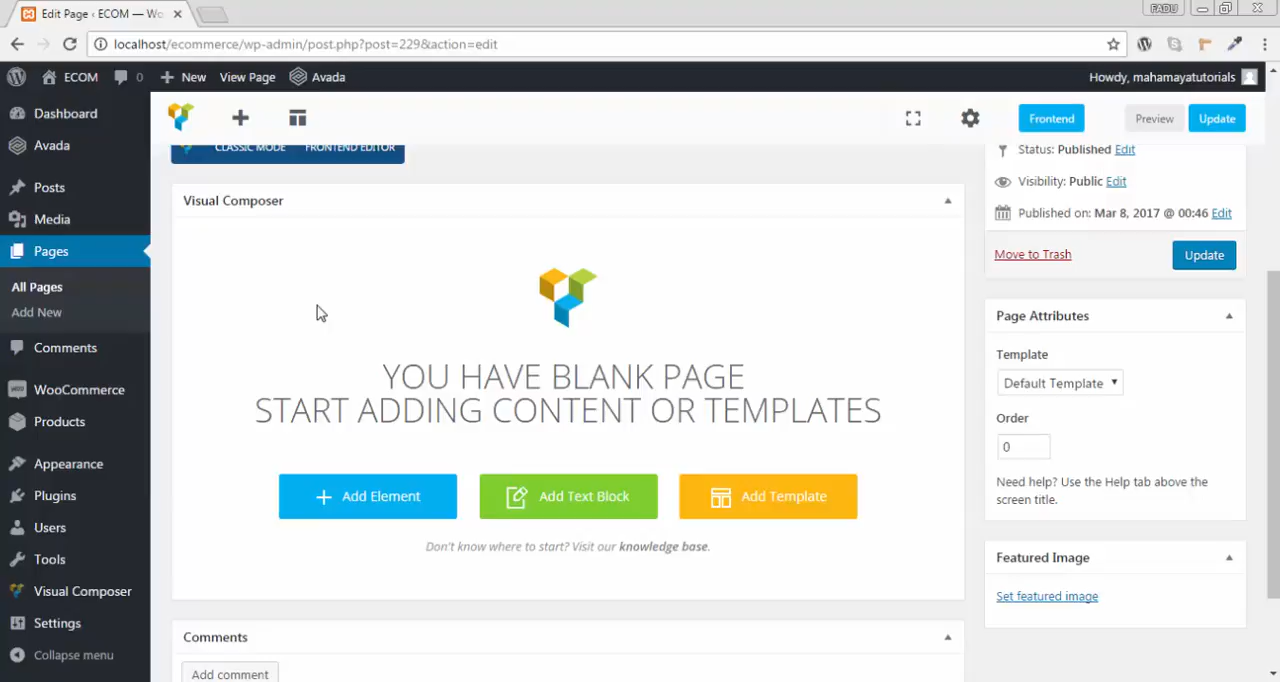 Edit Page ‹ ECOM — Wo
FADU
localhost/ecommerce/wp-admin/post.php?post=229&action=edit
ECOM 0 New View Page Avada Howdy, mahamayatutorials
Dashboard
Avada
Posts
Media
Pages
All Pages
Add New
Comments
WooCommerce
Products
Appearance
Plugins
Users
Tools
Visual Composer
Settings
Collapse menu
Frontend Preview Update
CLASSIC MODE FRONTEND EDITOR
Visual Composer
YOU HAVE BLANK PAGE
START ADDING CONTENT OR TEMPLATES
Add Element Add Text Block Add Template
Don't know where to start? Visit our knowledge base.
Comments
Add comment
Status: Published Edit
Visibility: Public Edit
Published on: Mar 8, 2017 @ 00:46 Edit
Move to Trash Update
Page Attributes
Template
Default Template
Order
0
Need help? Use the Help tab above the
screen title.
Featured Image
Set featured image